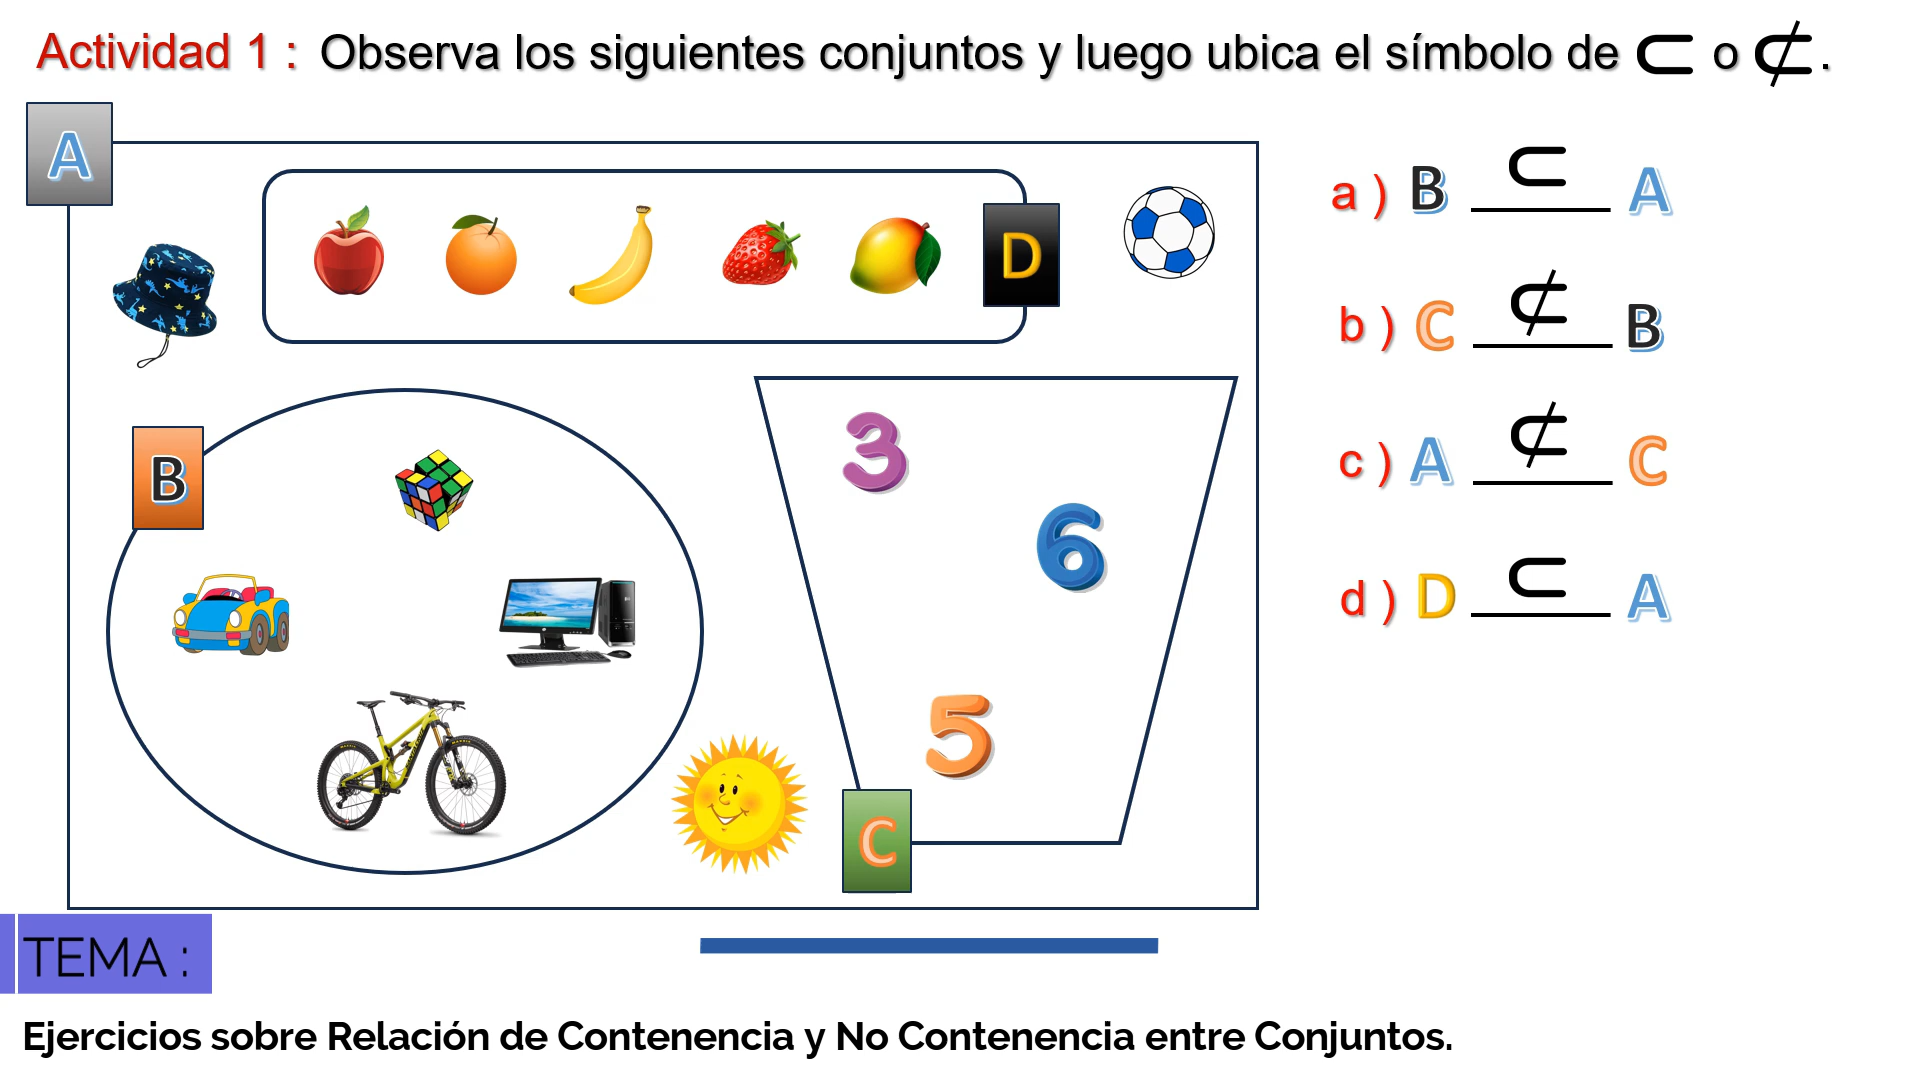 Actividad 1 : Observa los siguientes conjuntos y luego ubica el símbolo de ⊂ o ⊄ .
A
D
B
3
6
5
C
a ) B ⊂ A
b ) C ⊄ B
c ) A ⊄ C
d ) D ⊂ A
TEMA :
Ejercicios sobre Relación de Contenencia y No Contenencia entre Conjuntos.